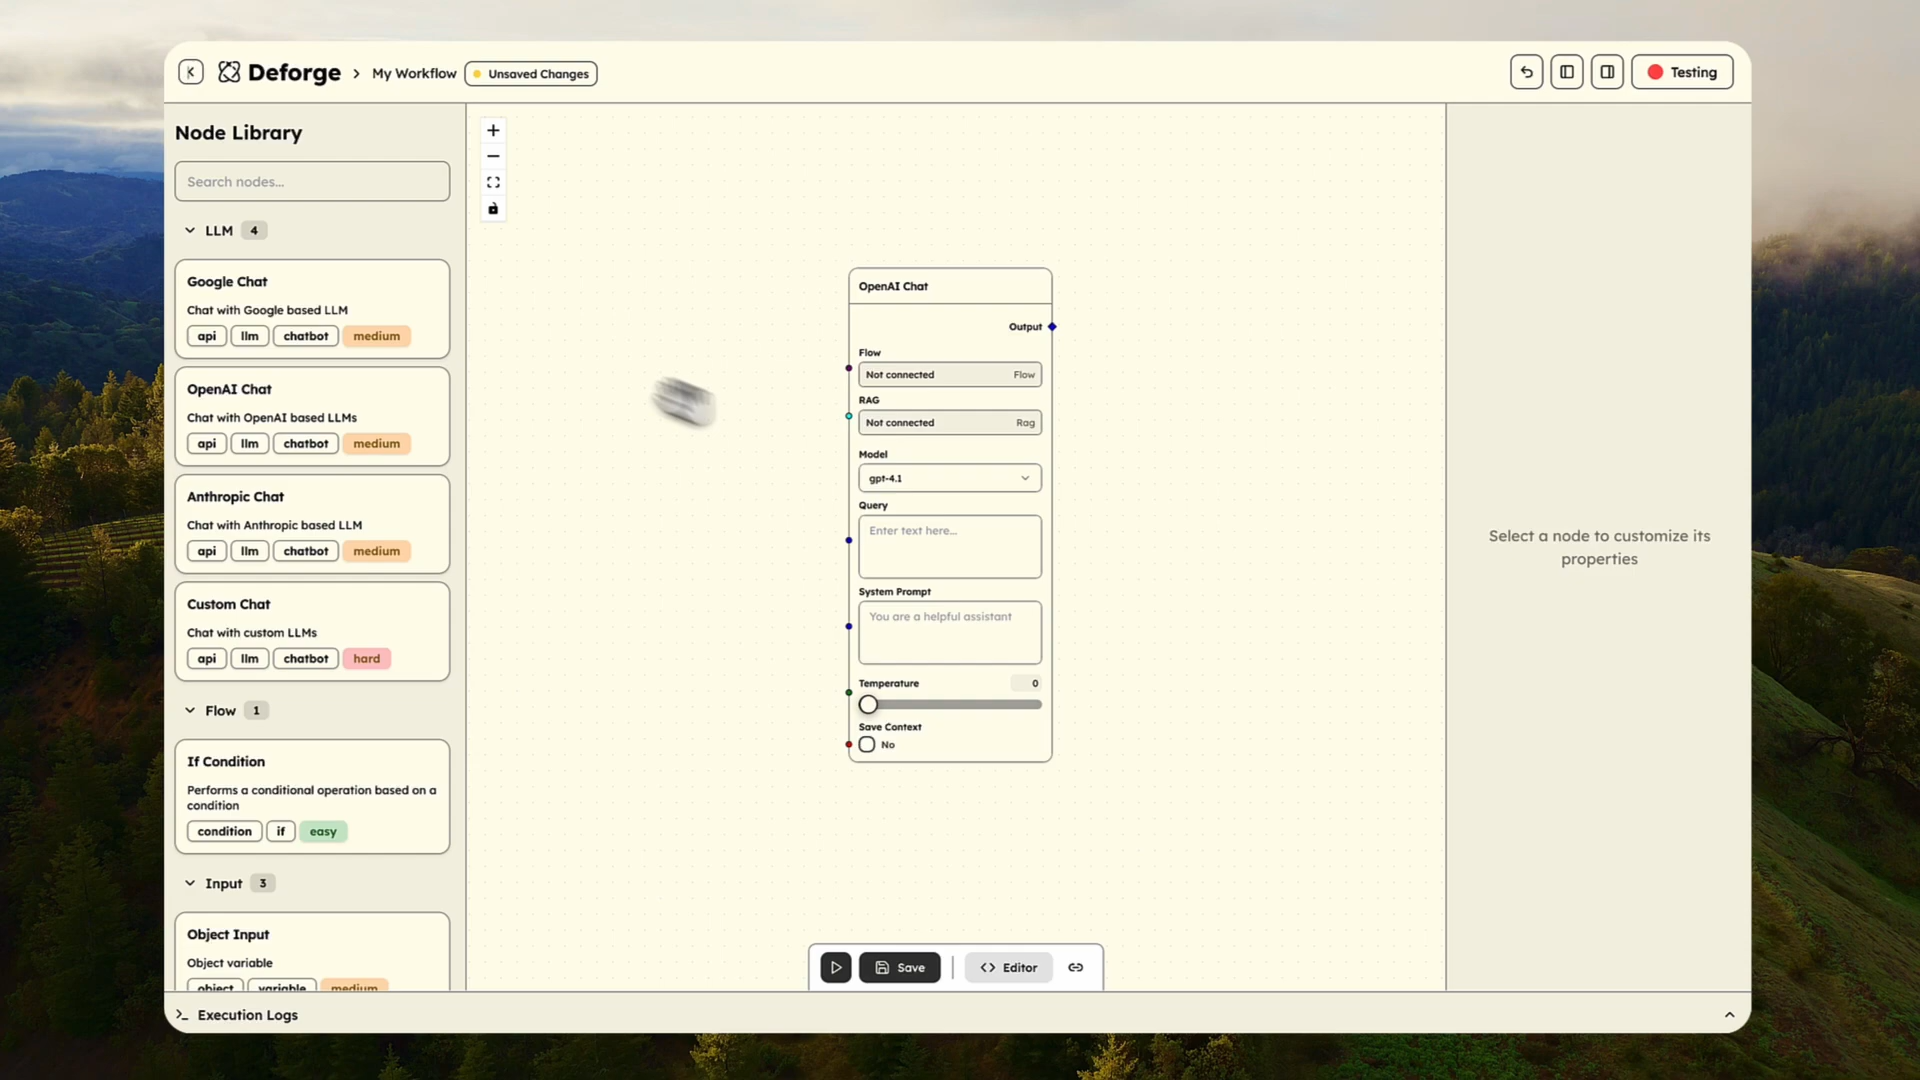 Deforge
My Workflow
Unsaved Changes
Testing
Node Library
Search nodes...
LLM 4
Google Chat
Chat with Google based LLM
api llm chatbot medium
OpenAI Chat
Chat with OpenAI based LLMs
api llm chatbot medium
Anthropic Chat
Chat with Anthropic based LLM
api llm chatbot medium
Custom Chat
Chat with custom LLMs
api llm chatbot hard
Flow 1
If Condition
Performs a conditional operation based on a
condition
condition if easy
Input 3
Object Input
Object variable
object variable medium
OpenAI Chat
Output
Flow
Not connected Flow
RAG
Not connected Rag
Model
gpt-4.1
Query
Enter text here...
System Prompt
You are a helpful assistant
Temperature 0
Save Context
No
Save
Editor
Select a node to customize its
properties
Execution Logs